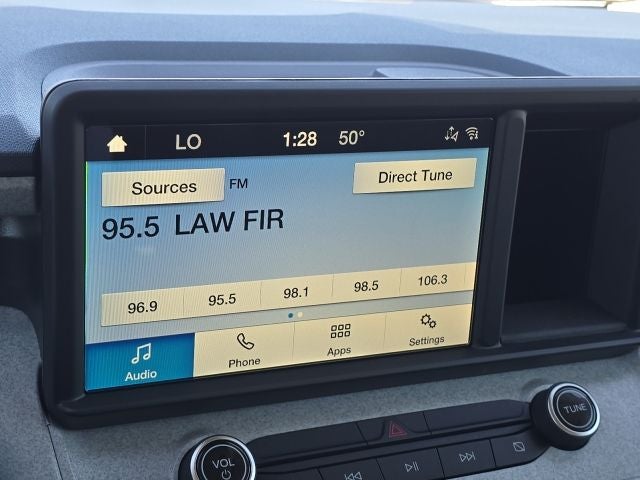 LO 1:28 50°
Sources FM Direct Tune
95.5 LAW FIR
96.9 95.5 98.1 98.5 106.3
Audio Phone Apps Settings
TUNE
VOL